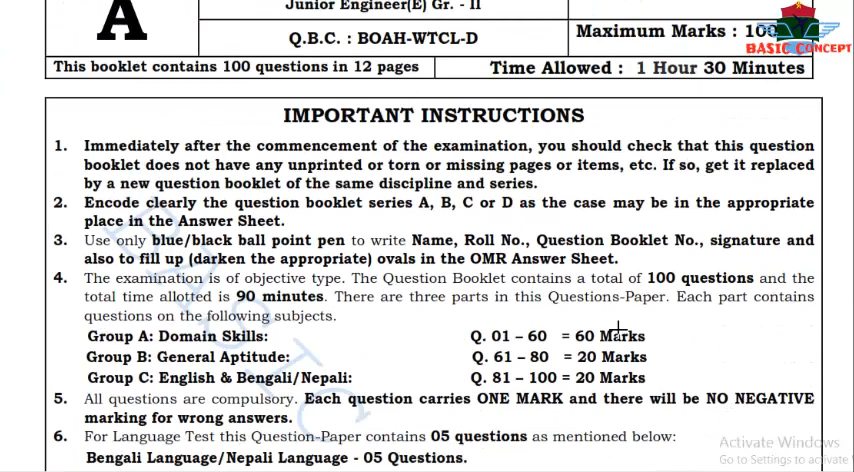 Junior Engineer(E) Gr. - II
A
Q.B.C. : BOAH-WTCL-D
Maximum Marks : 100
BASIC CONCEPT
This booklet contains 100 questions in 12 pages
Time Allowed : 1 Hour 30 Minutes
IMPORTANT INSTRUCTIONS
1. Immediately after the commencement of the examination, you should check that this question
booklet does not have any unprinted or torn or missing pages or items, etc. If so, get it replaced
by a new question booklet of the same discipline and series.
2. Encode clearly the question booklet series A, B, C or D as the case may be in the appropriate
place in the Answer Sheet.
3. Use only blue/black ball point pen to write Name, Roll No., Question Booklet No., signature and
also to fill up (darken the appropriate) ovals in the OMR Answer Sheet.
4. The examination is of objective type. The Question Booklet contains a total of 100 questions and the
total time allotted is 90 minutes. There are three parts in this Questions-Paper. Each part contains
questions on the following subjects.
Group A: Domain Skills: Q. 01 – 60 = 60 Marks
Group B: General Aptitude: Q. 61 – 80 = 20 Marks
Group C: English & Bengali/Nepali: Q. 81 – 100 = 20 Marks
5. All questions are compulsory. Each question carries ONE MARK and there will be NO NEGATIVE
marking for wrong answers.
6. For Language Test this Question-Paper contains 05 questions as mentioned below:
Bengali Language/Nepali Language - 05 Questions.
BASIC
Activate Windows
Go to Settings to activate